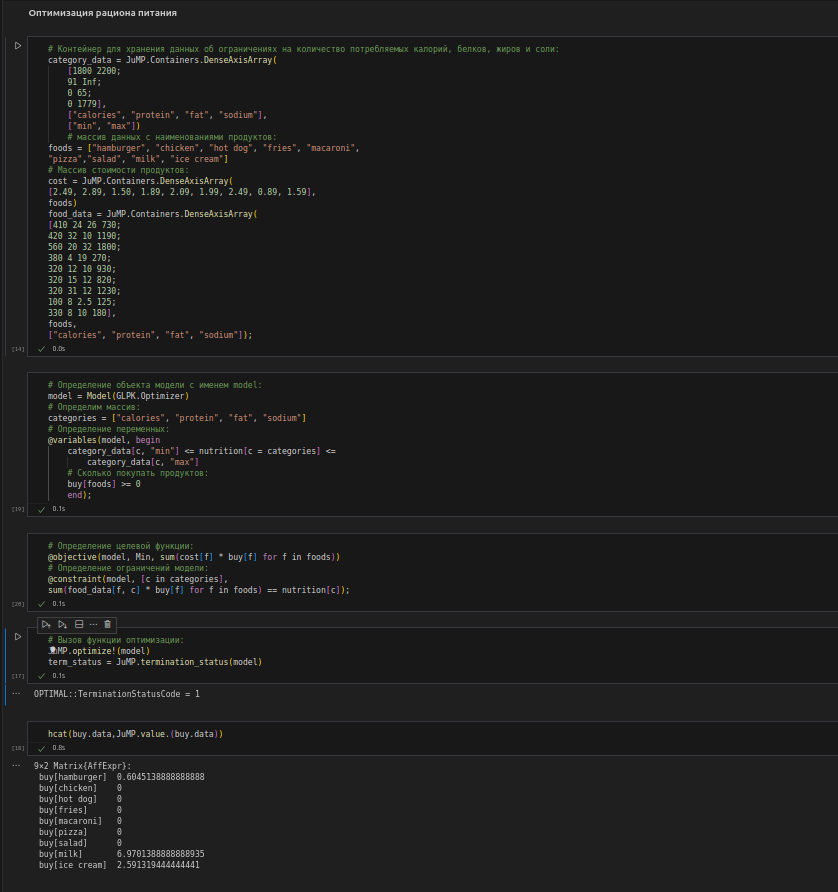 Оптимизация рациона питания
# Контейнер для хранения данных об ограничениях на количество потребляемых калорий, белков, жиров и соли:
category_data = JuMP.Containers.DenseAxisArray(
[1800 2200;
91 Inf;
0 65;
0 1779],
["calories", "protein", "fat", "sodium"],
["min", "max"])
# массив данных с наименованиями продуктов:
foods = ["hamburger", "chicken", "hot dog", "fries", "macaroni",
"pizza","salad", "milk", "ice cream"]
# Массив стоимости продуктов:
cost = JuMP.Containers.DenseAxisArray(
[2.49, 2.89, 1.50, 1.89, 2.09, 1.99, 2.49, 0.89, 1.59],
foods)
food_data = JuMP.Containers.DenseAxisArray(
[410 24 26 730;
420 32 10 1190;
560 20 32 1800;
380 4 19 270;
320 12 10 930;
320 15 12 820;
320 31 12 1230;
100 8 2.5 125;
330 8 10 180],
foods,
["calories", "protein", "fat", "sodium"]);
[14] 0.0s
# Определение объекта модели с именем model:
model = Model(GLPK.Optimizer)
# Определим массив:
categories = ["calories", "protein", "fat", "sodium"]
# Определение переменных:
@variables(model, begin
category_data[c, "min"] <= nutrition[c = categories] <=
category_data[c, "max"]
# Сколько покупать продуктов:
buy[foods] >= 0
end);
[19] 0.1s
# Определение целевой функции:
@objective(model, Min, sum(cost[f] * buy[f] for f in foods))
# Определение ограничений модели:
@constraint(model, [c in categories],
sum(food_data[f, c] * buy[f] for f in foods) == nutrition[c]);
[20] 0.1s
# Вызов функции оптимизации:
JuMP.optimize!(model)
term_status = JuMP.termination_status(model)
[17] 0.1s
... OPTIMAL::TerminationStatusCode = 1
hcat(buy.data,JuMP.value.(buy.data))
[18] 0.8s
... 9×2 Matrix{AffExpr}:
buy[hamburger] 0.6045138888888888
buy[chicken] 0
buy[hot dog] 0
buy[fries] 0
buy[macaroni] 0
buy[pizza] 0
buy[salad] 0
buy[milk] 6.9701388888888935
buy[ice cream] 2.591319444444441